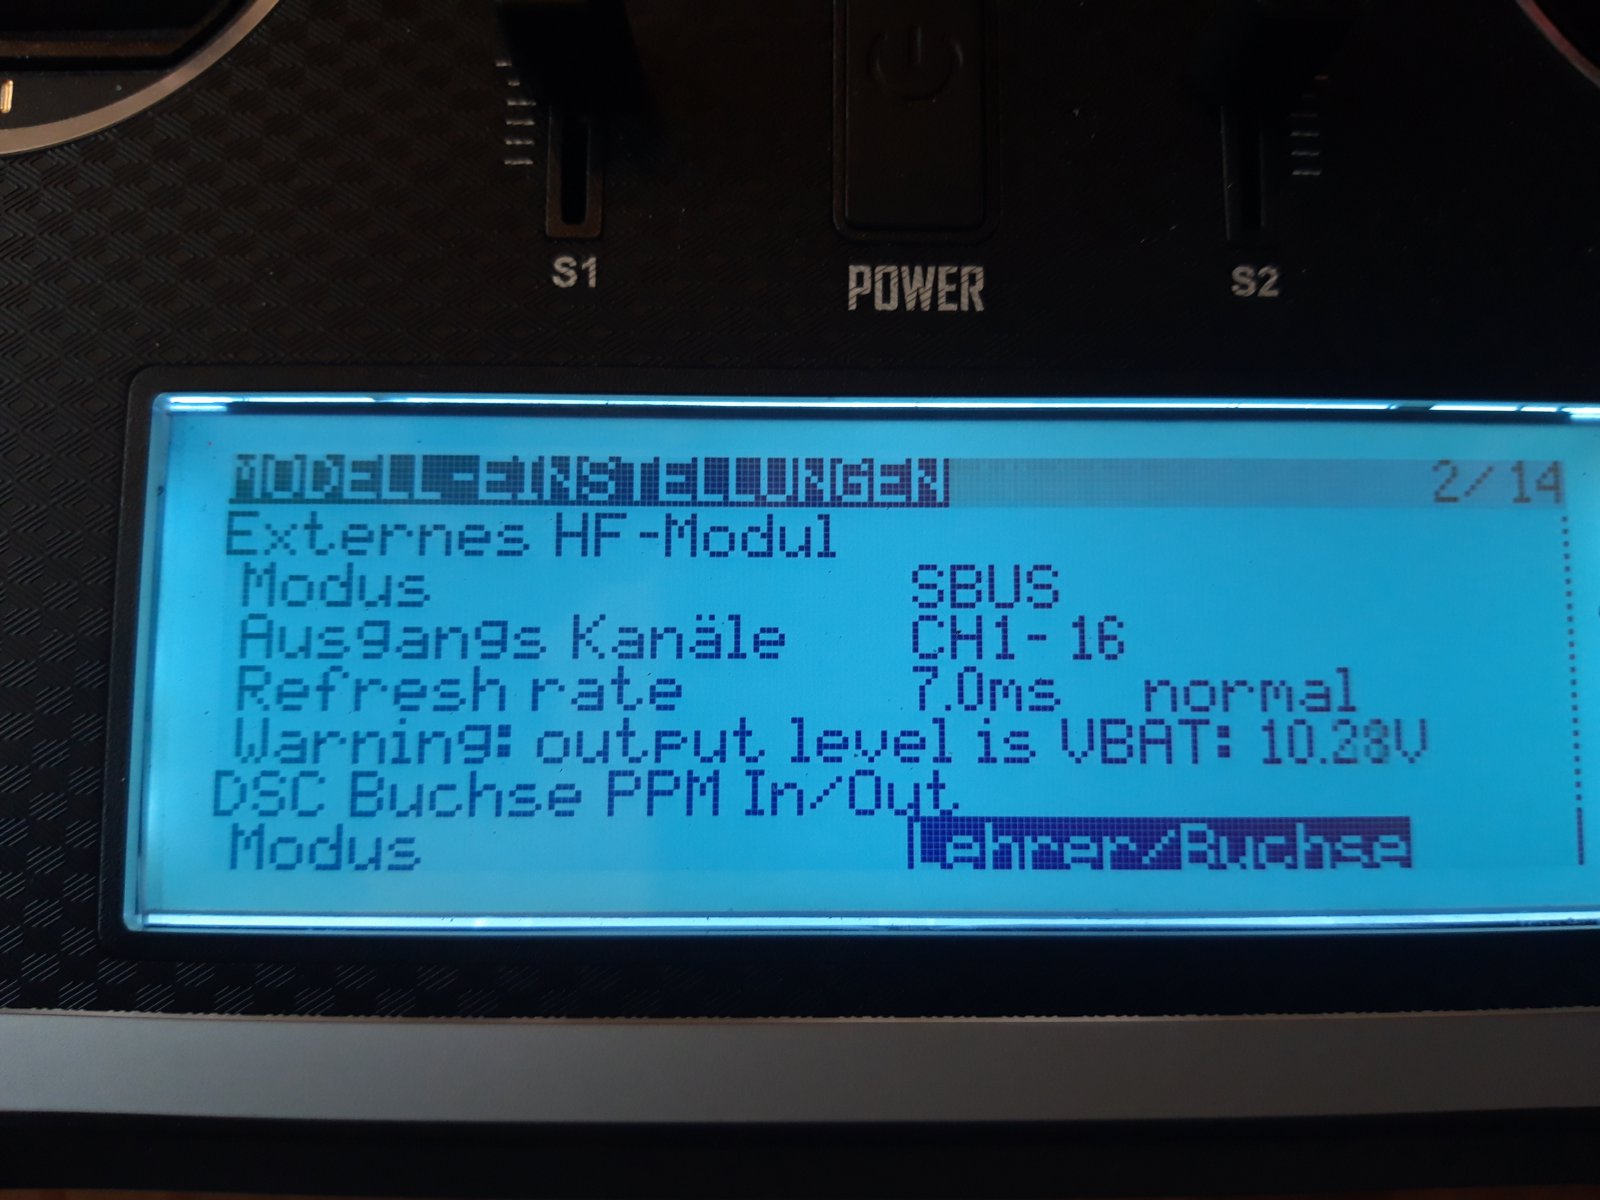 S1
POWER
S2
MODELL-EINSTELLUNGEN 2/14
Externes HF-Modul
Modus SBUS
Ausgangs Kanäle CH1-16
Refresh rate 7.0ms normal
Warning: output level is VBAT: 10.28V
DSC Buchse PPM In/Out
Modus Lehrer/Buchse